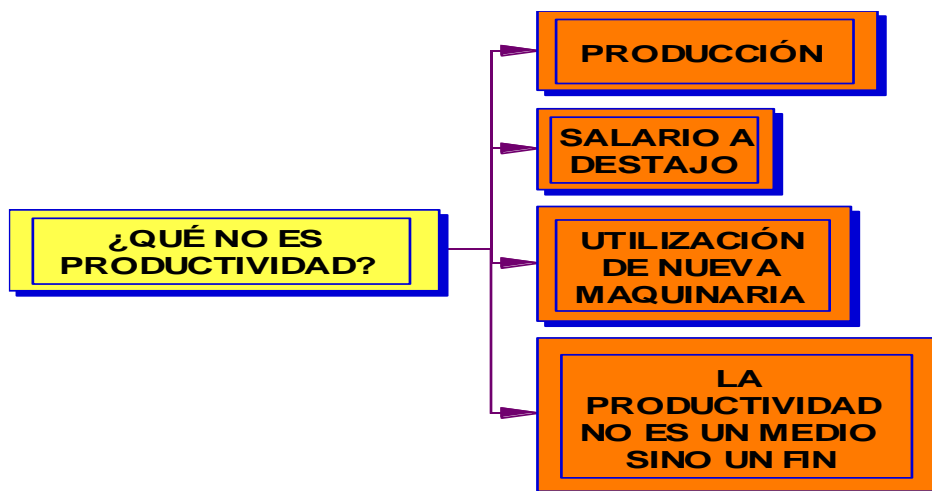 PRODUCCIÓN
SALARIO A
DESTAJO
¿QUÉ NO ES
PRODUCTIVIDAD?
UTILIZACIÓN
DE NUEVA
MAQUINARIA
LA
PRODUCTIVIDAD
NO ES UN MEDIO
SINO UN FIN